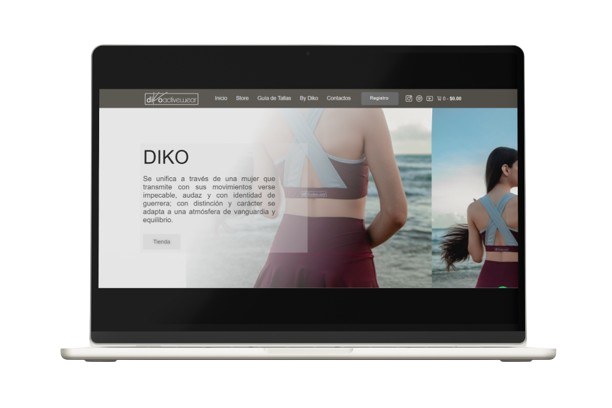 dikoactivewear Inicio Store Guía de Tallas By Diko Contactos Registro 0 - $0.00
DIKO
Se unifica a través de una mujer que
transmite con sus movimientos verse
impecable, audaz y con identidad de
guerrera; con distinción y carácter se
adapta a una atmósfera de vanguardia y
equilibrio.
Tienda